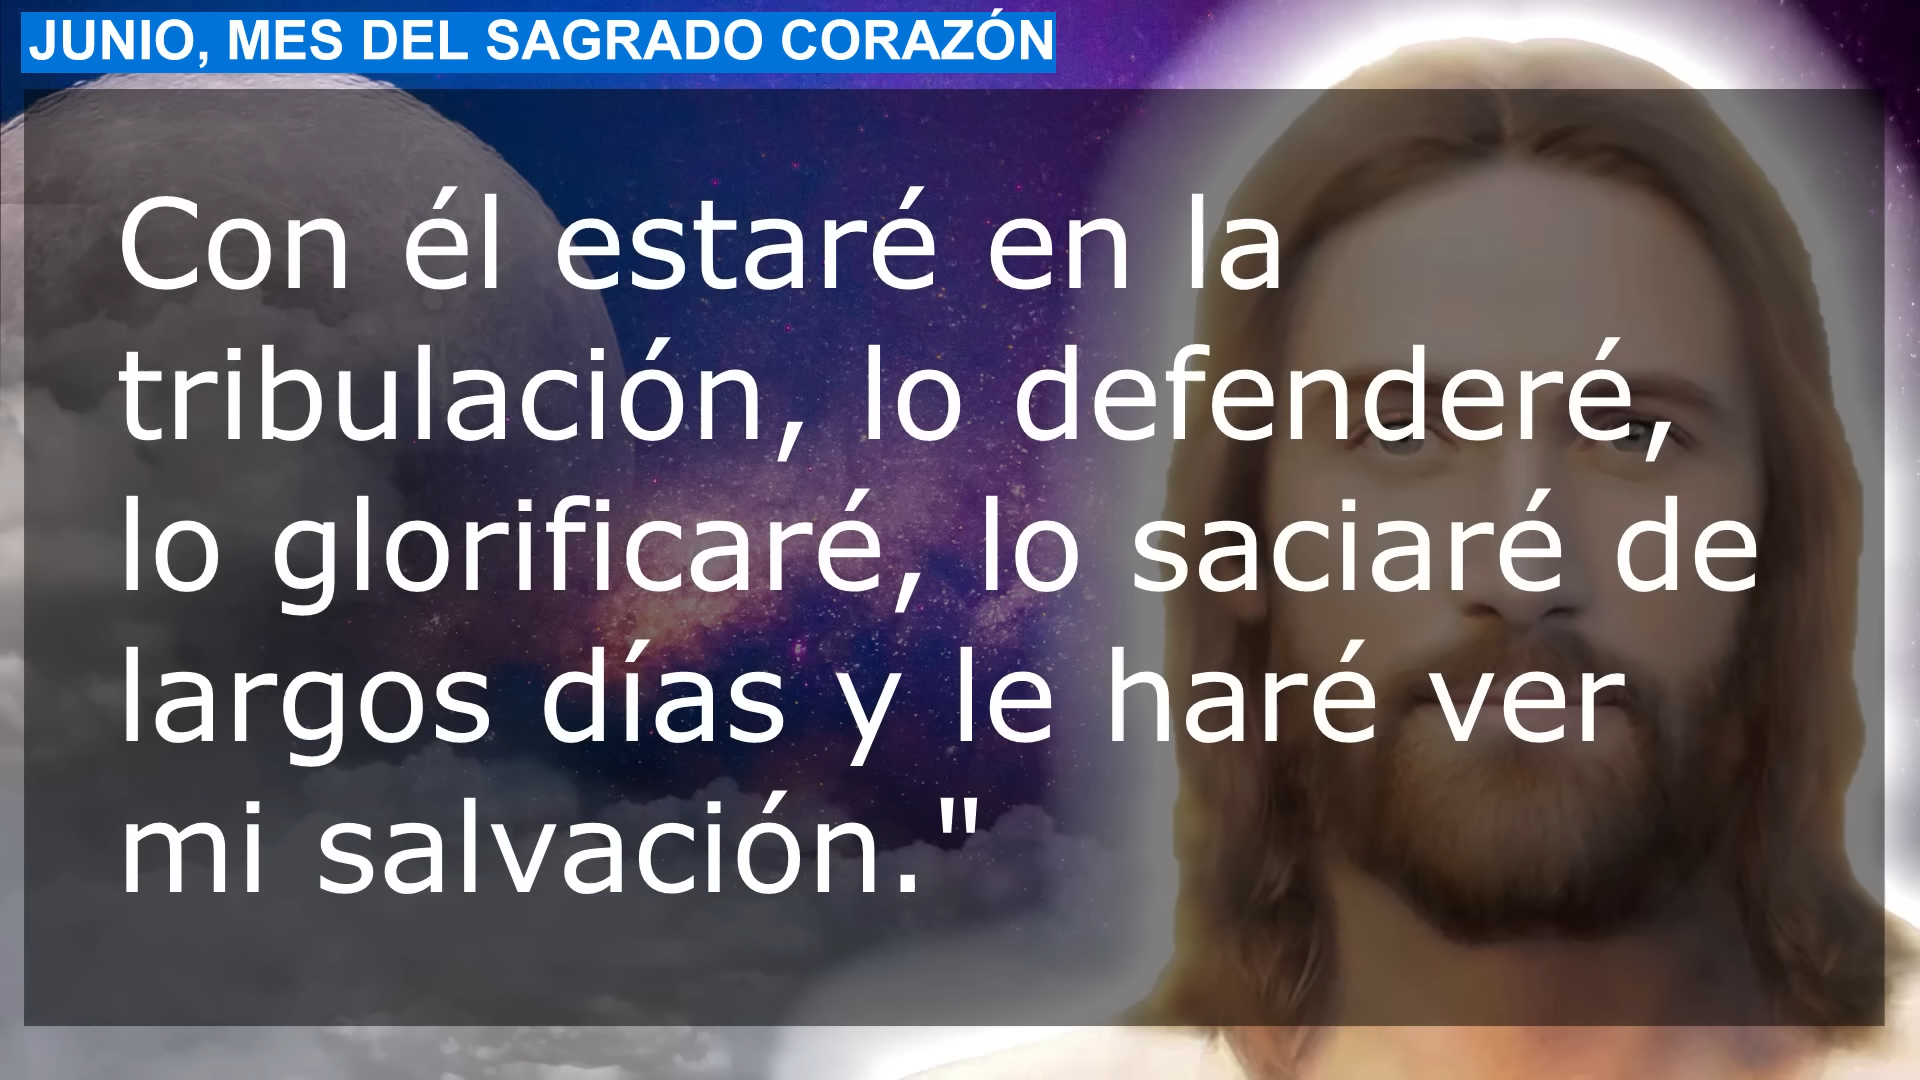 JUNIO, MES DEL SAGRADO CORAZÓN
Con él estaré en la
tribulación, lo defenderé,
lo glorificaré, lo saciaré de
largos días y le haré ver
mi salvación."